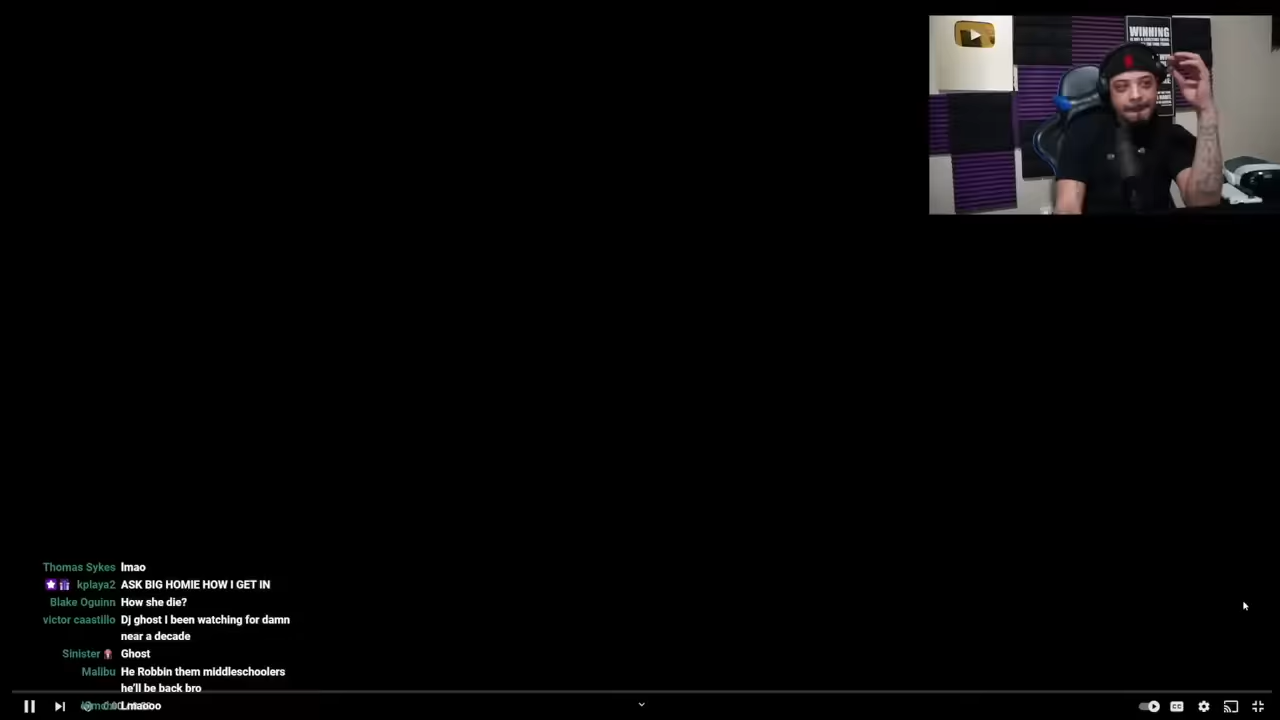 WINNING
Thomas Sykes lmao
kplaya2 ASK BIG HOMIE HOW I GET IN
Blake Oguinn How she die?
victor caastillo Dj ghost I been watching for damn
near a decade
Sinister Ghost
Malibu He Robbin them middleschoolers
he'll be back bro
Lmaooo
CC